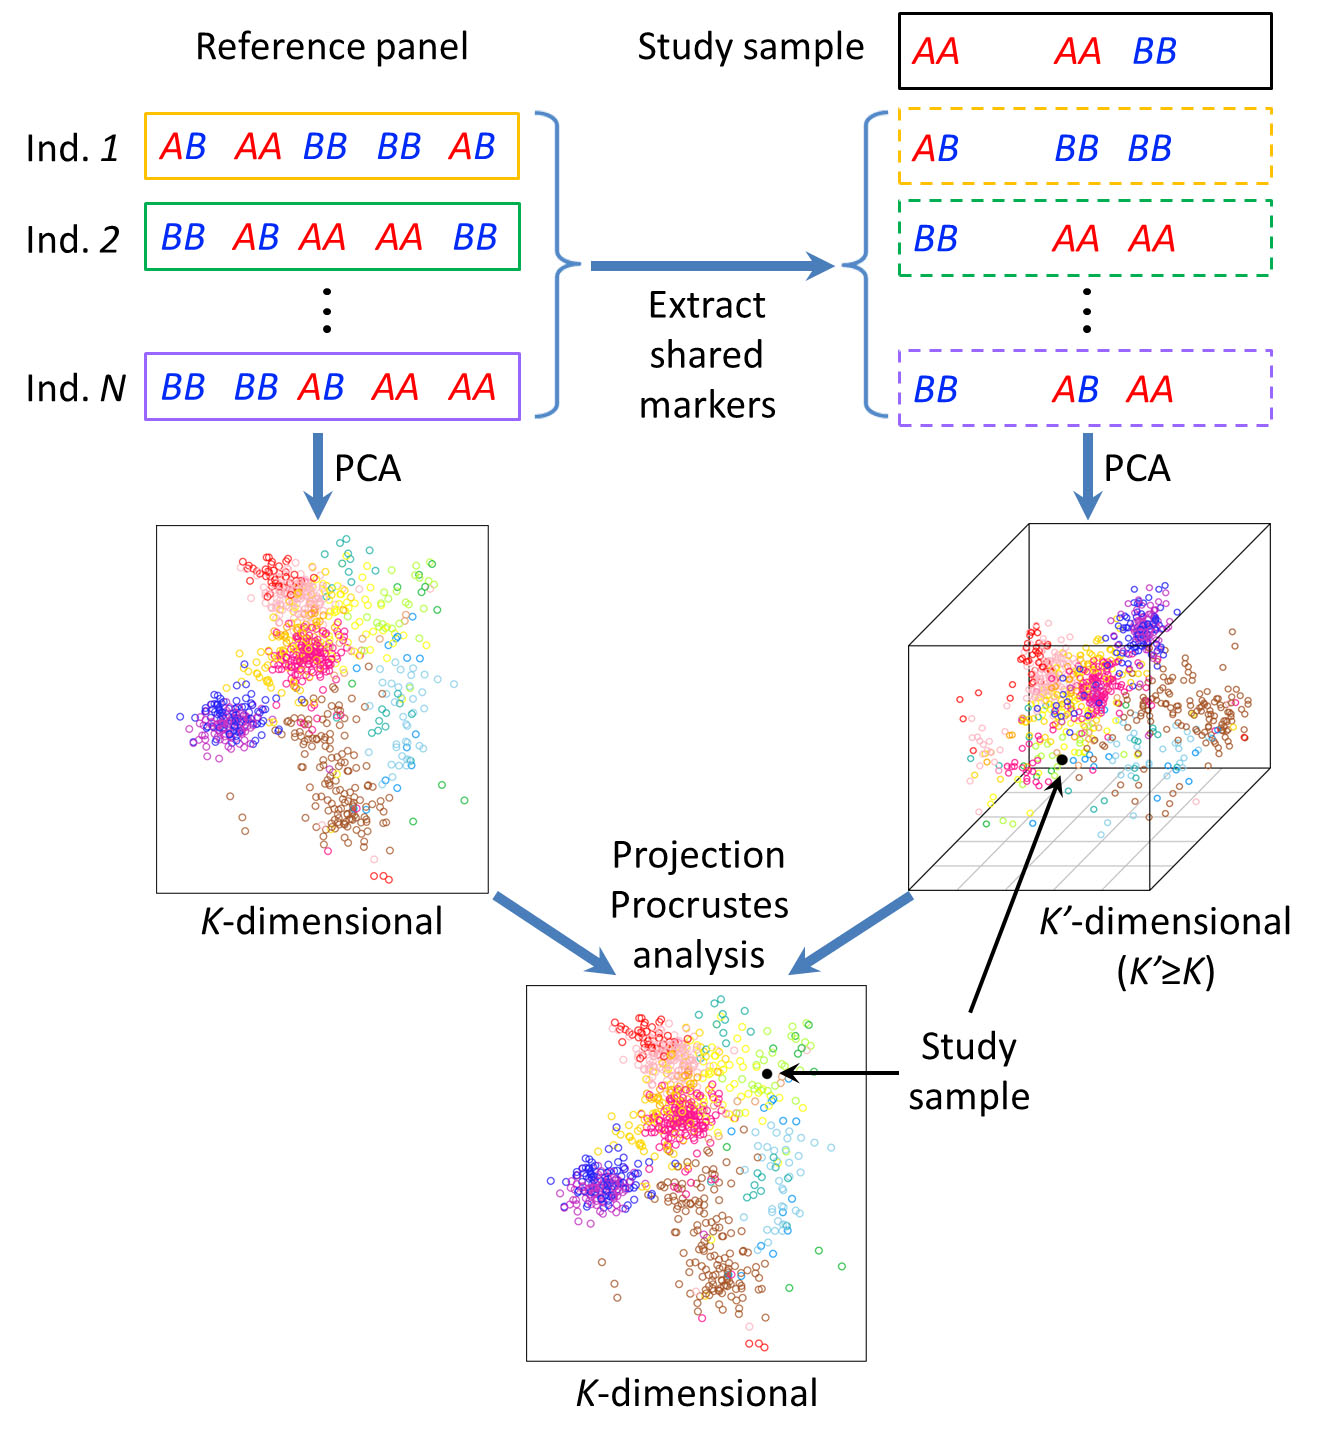 Reference panel
Study sample
AA AA BB
Ind. 1
AB AA BB BB AB
AB BB BB
Ind. 2
BB AB AA AA BB
BB AA AA
Extract
shared
markers
Ind. N
BB BB AB AA AA
BB AB AA
PCA
PCA
K-dimensional
Projection
Procrustes
analysis
K’-dimensional
(K’≥K)
Study
sample
K-dimensional